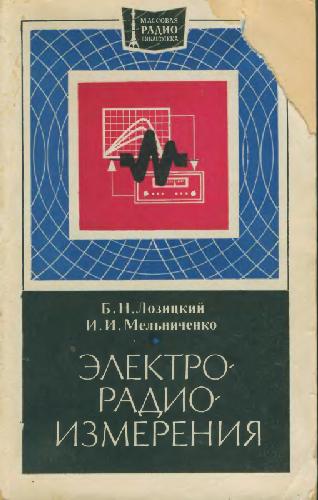 МАССОВАЯ
РАДИО
БИБЛИОТЕКА
Б. Н. Лозицкий
И. И. Мельниченко
ЭЛЕКТРО-
РАДИО-
ИЗМЕРЕНИЯ